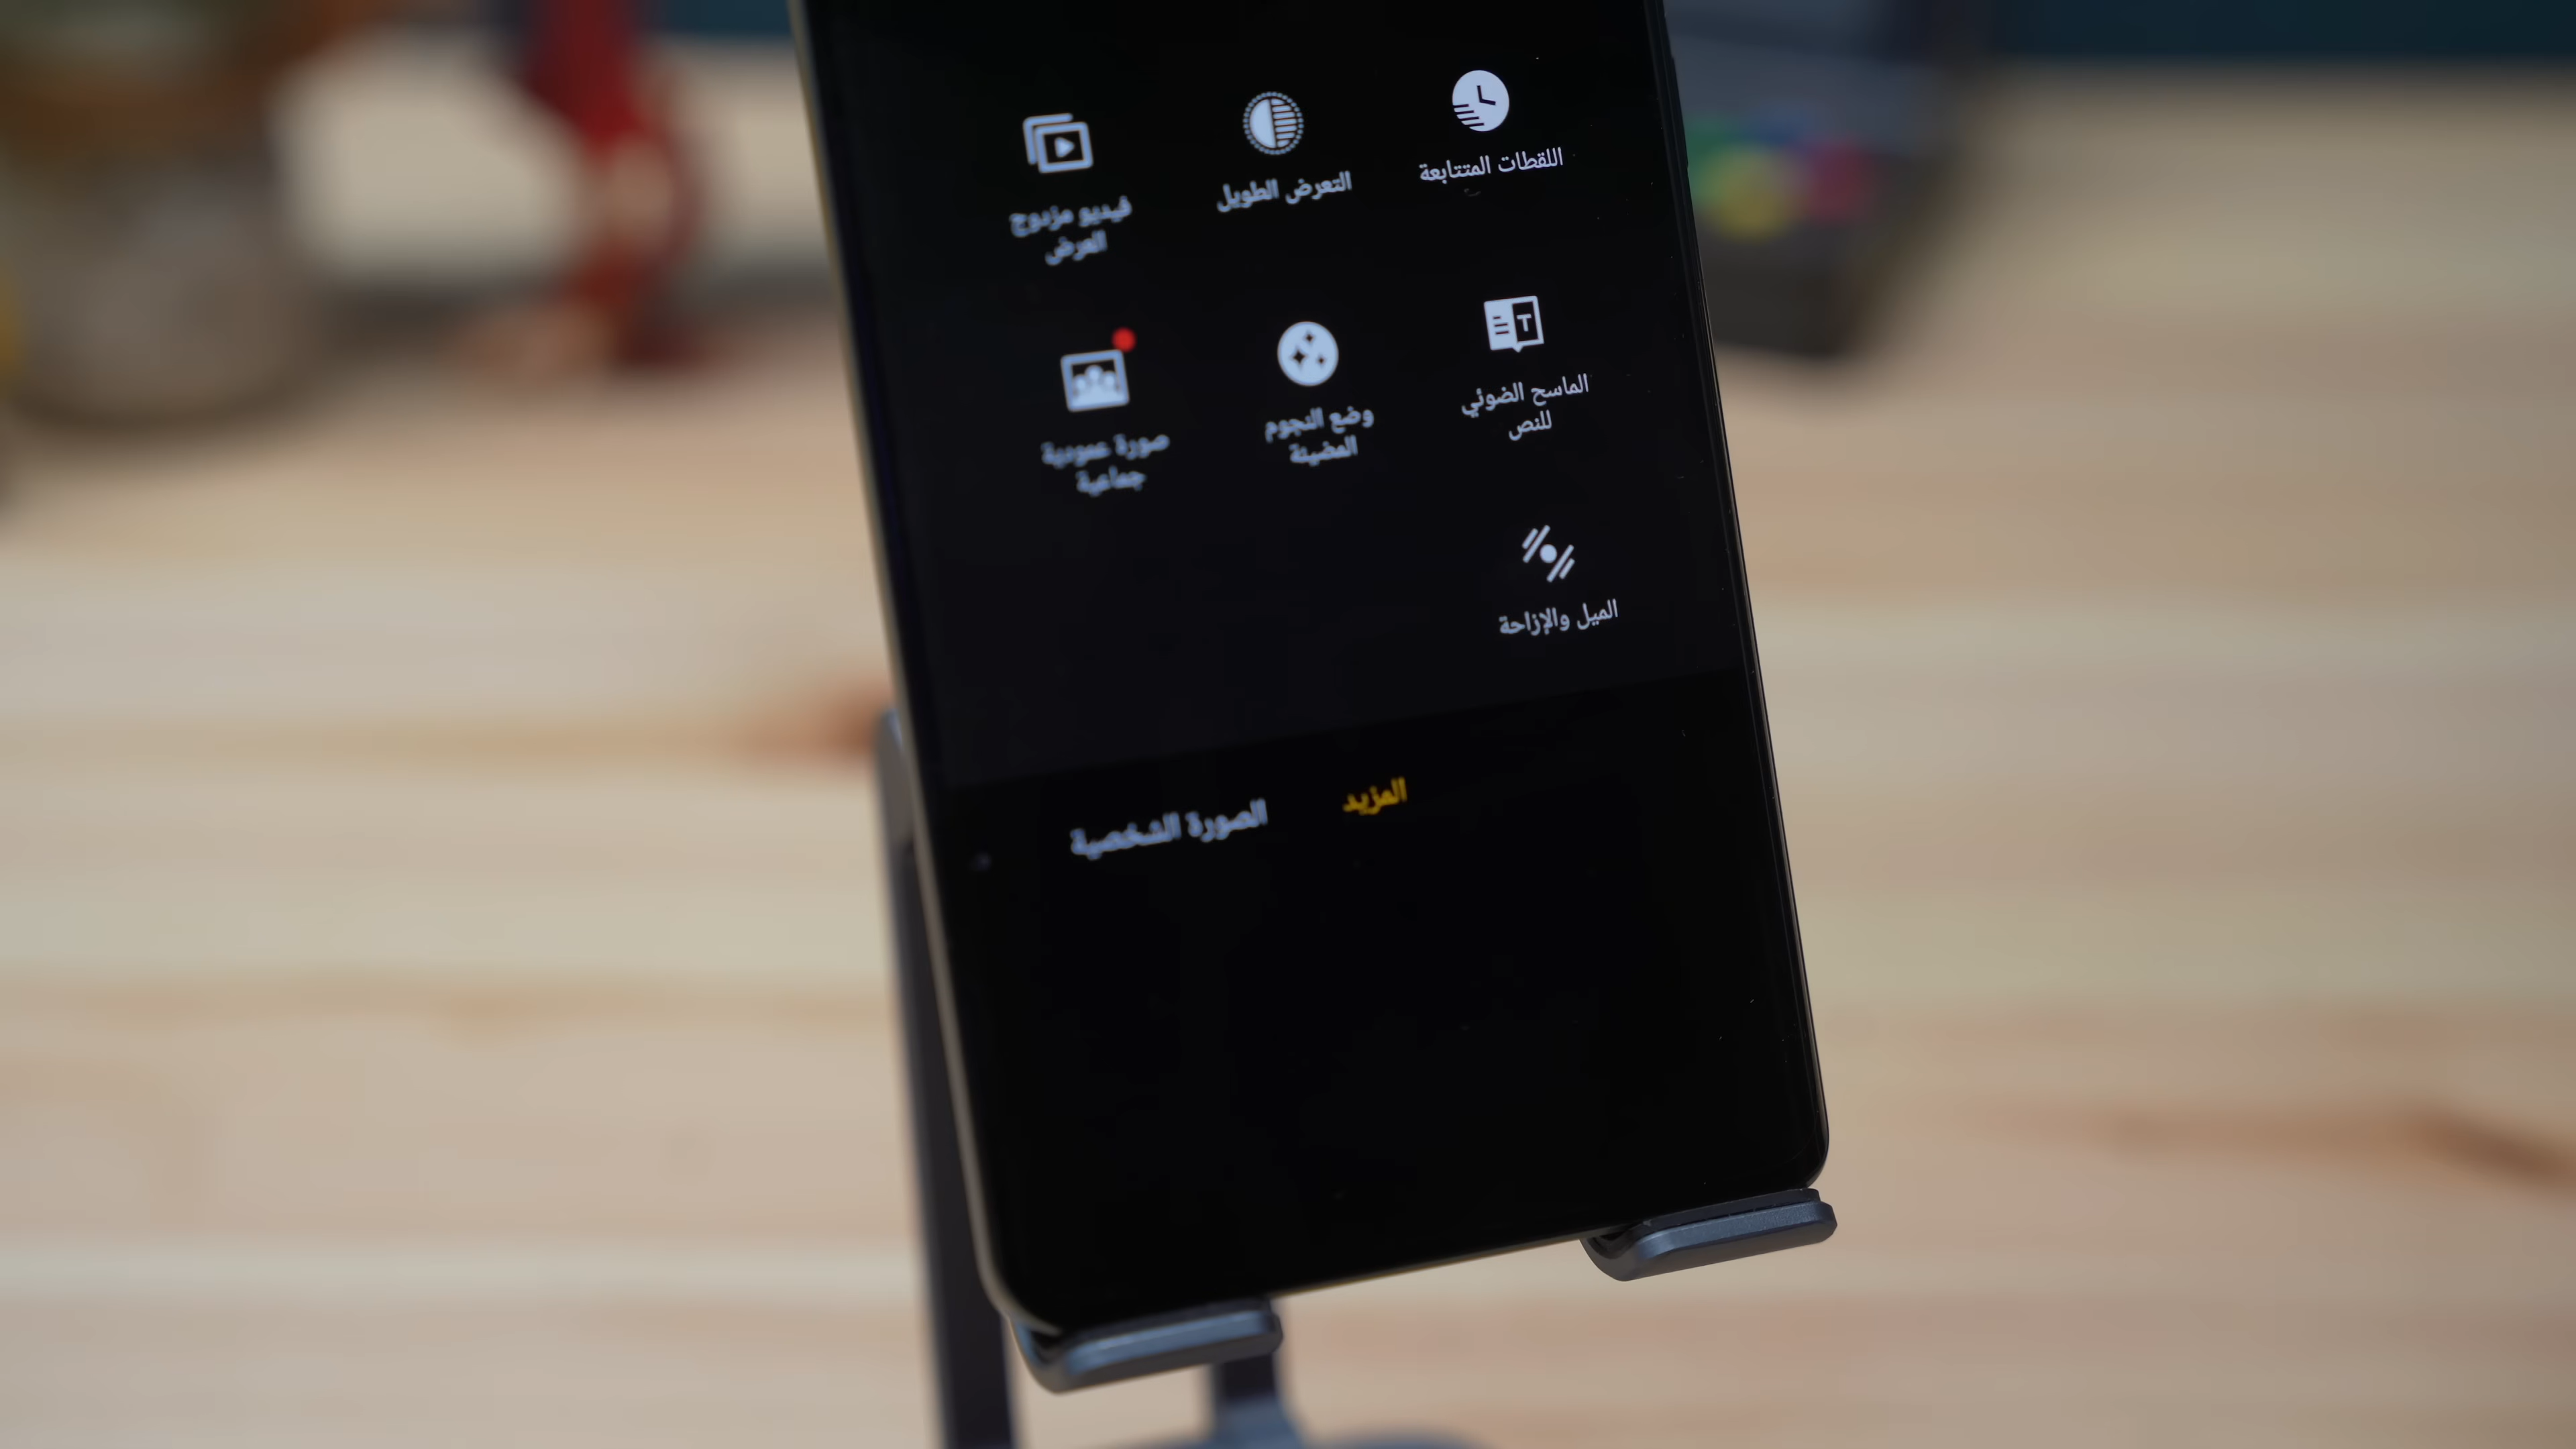 اللقطات المتتابعة
التعرض الطويل
فيديو مزدوج
العرض
الماسح الضوئي
للنص
وضع النجوم
المضيئة
صورة عمودية
جماعية
الميل والإزاحة
المزيد
الصورة الشخصية